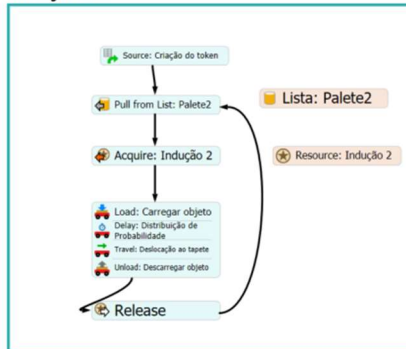 Source: Criação do token
Pull from List: Palete2
Lista: Palete2
Acquire: Indução 2
Resource: Indução 2
Load: Carregar objeto
Delay: Distribuição de
Probabilidade
Travel: Deslocação ao tapete
Unload: Descarregar objeto
Release